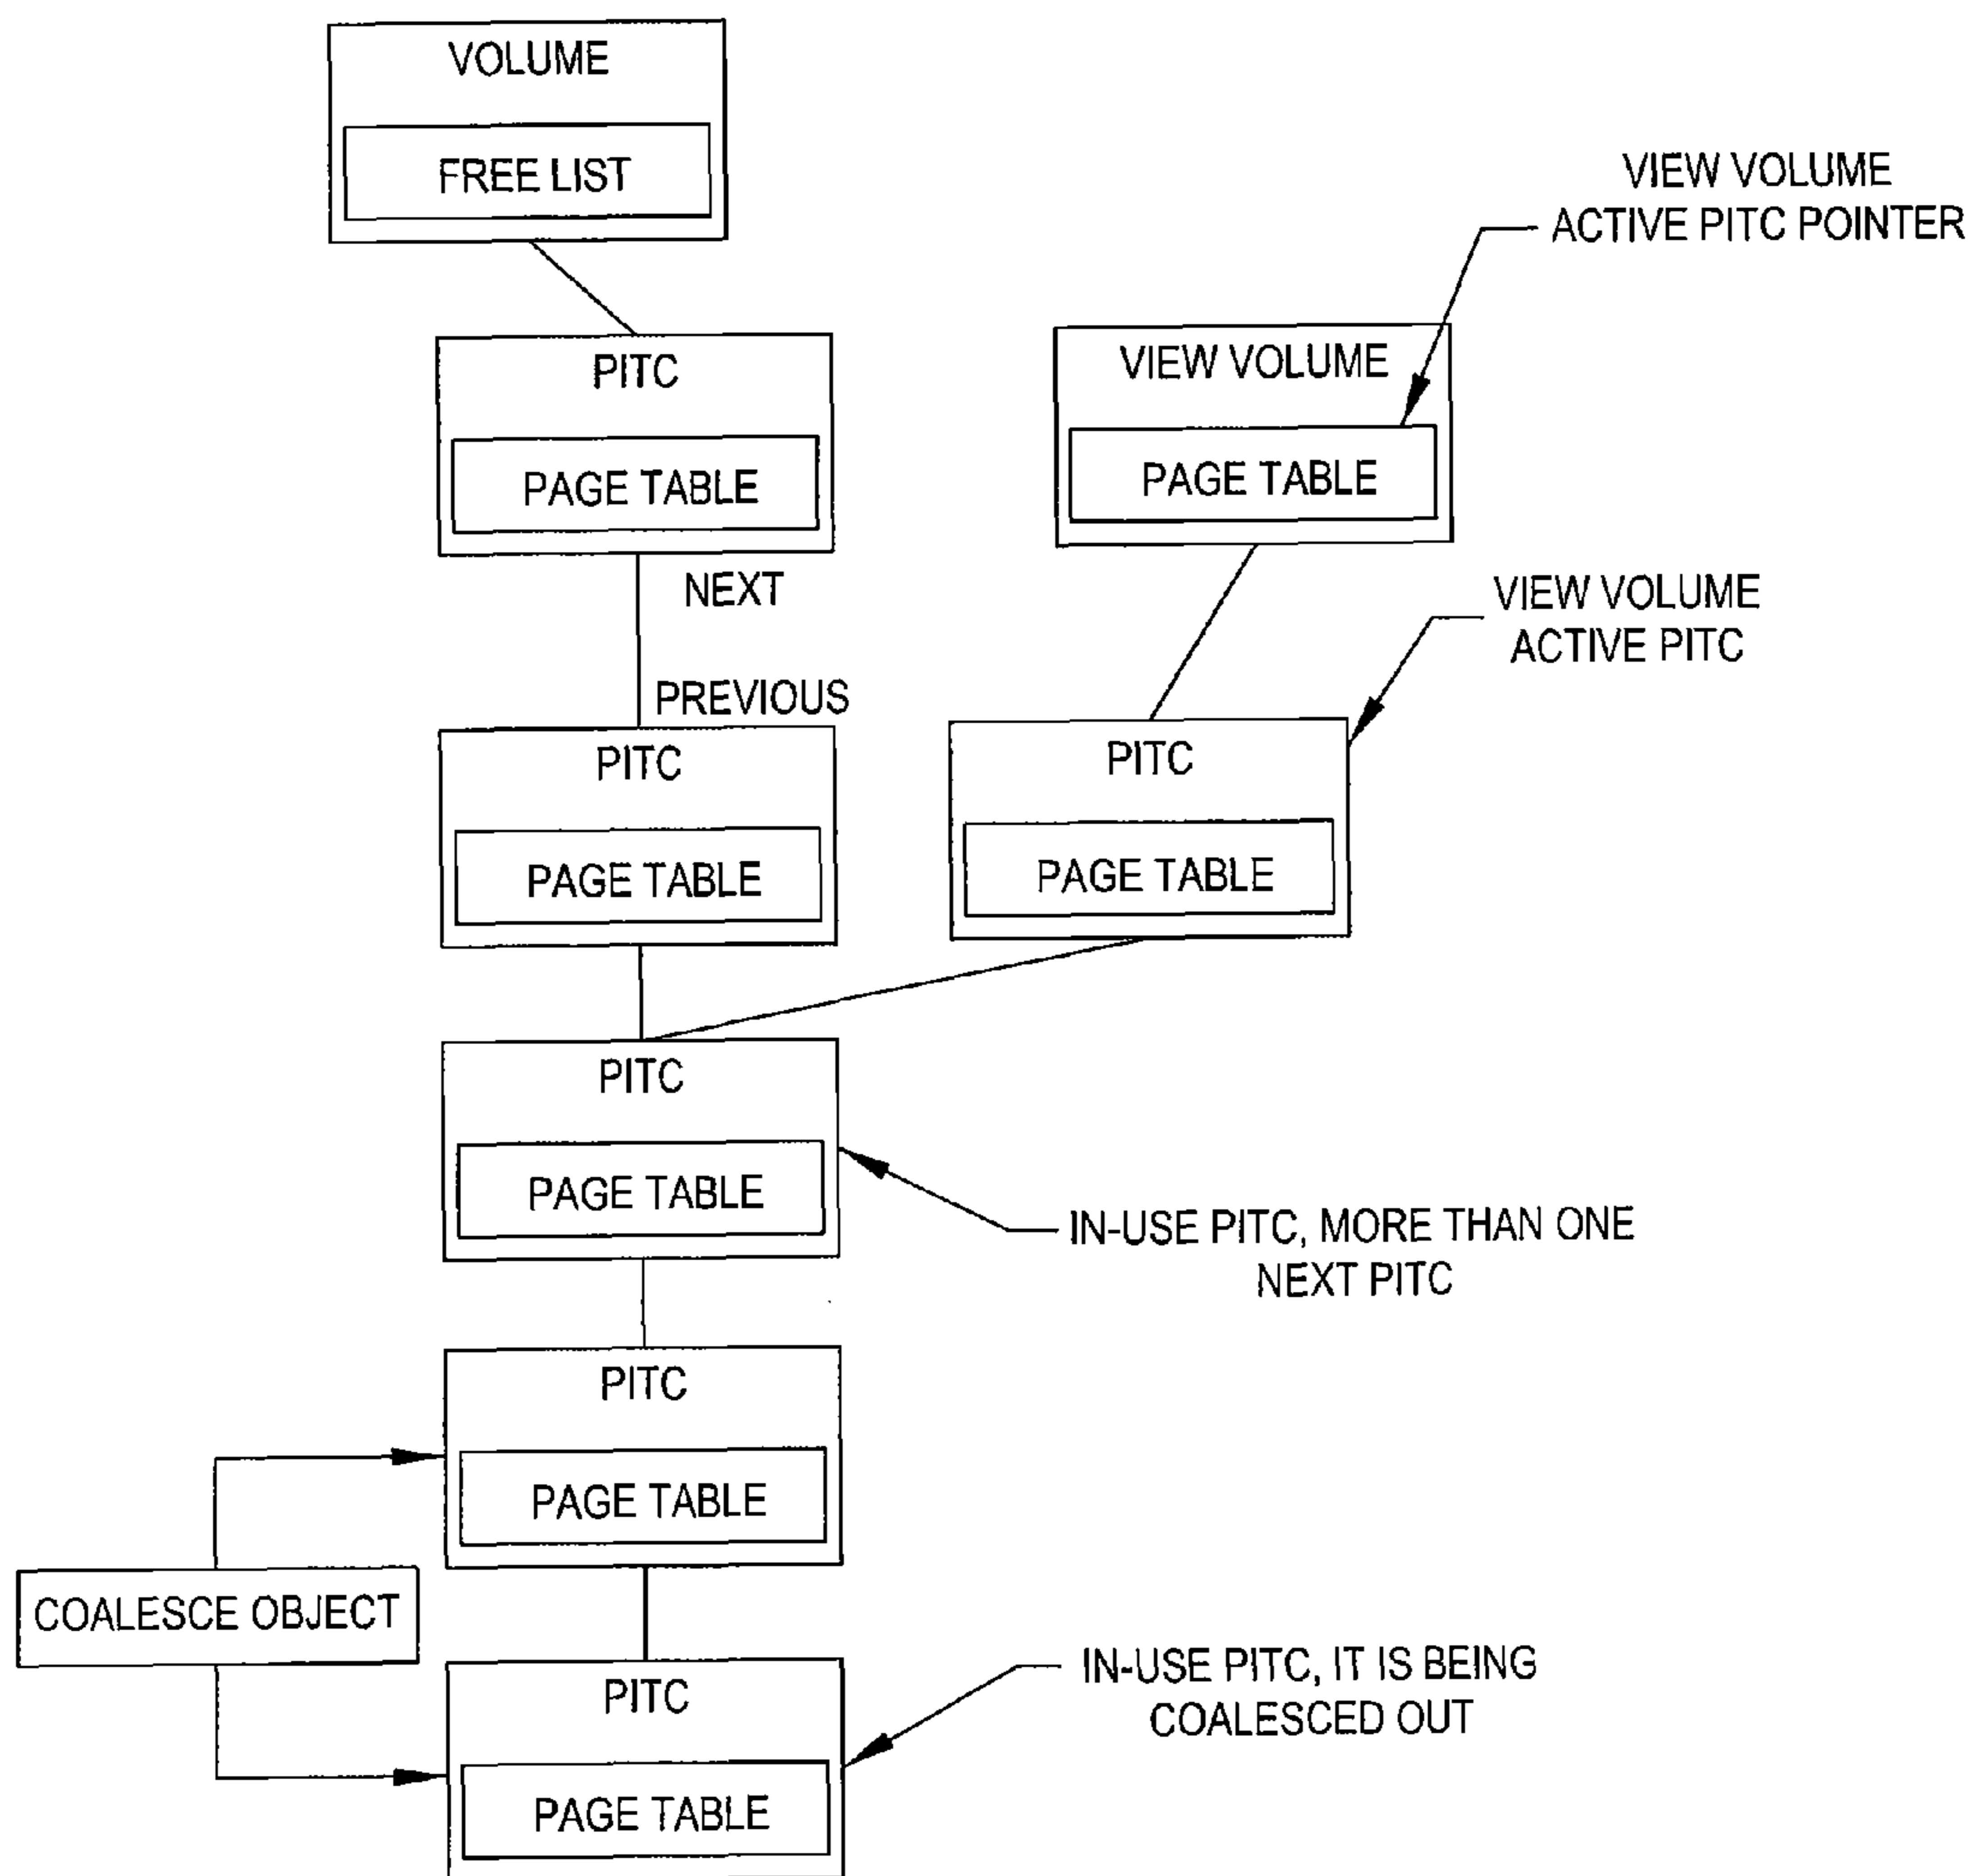 VOLUME
FREE LIST
VIEW VOLUME
ACTIVE PITC POINTER
PITC
PAGE TABLE
VIEW VOLUME
PAGE TABLE
NEXT
PREVIOUS
VIEW VOLUME
ACTIVE PITC
PITC
PAGE TABLE
PITC
PAGE TABLE
PITC
PAGE TABLE
IN-USE PITC, MORE THAN ONE
NEXT PITC
PITC
PAGE TABLE
COALESCE OBJECT
PITC
PAGE TABLE
IN-USE PITC, IT IS BEING
COALESCED OUT